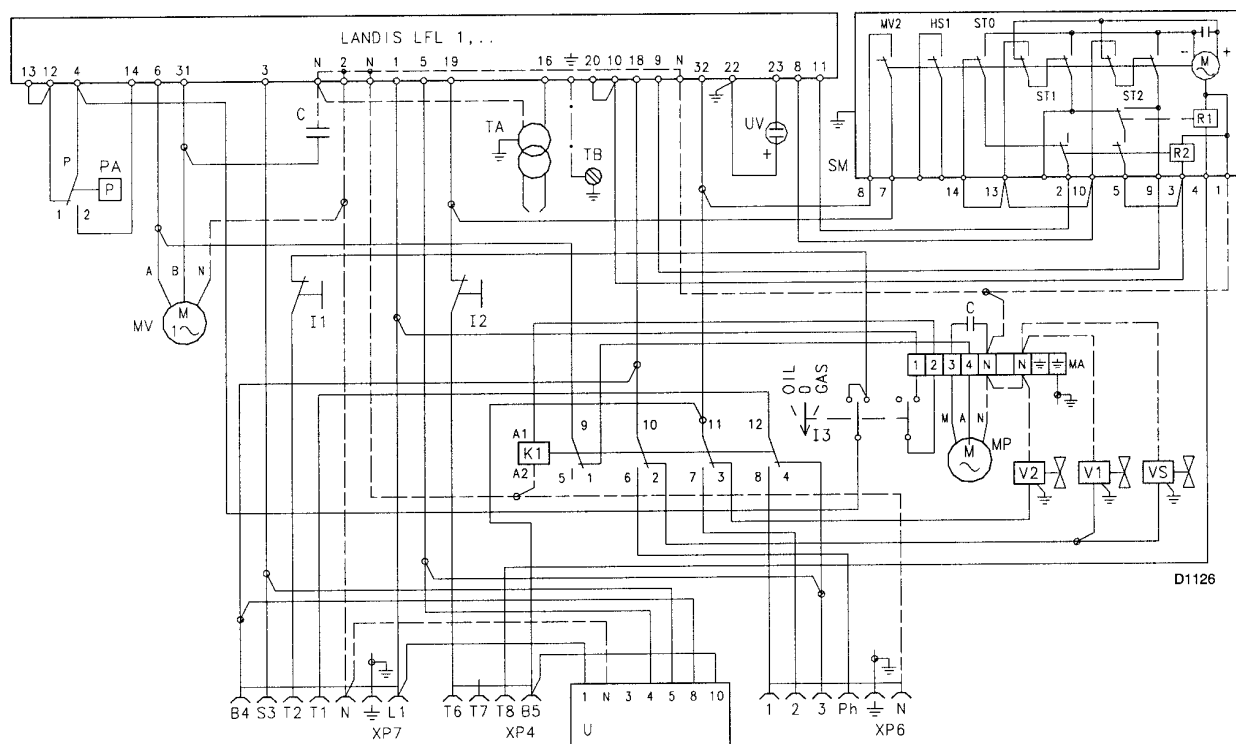 LANDIS LFL 1,..
13 12 4 14 6 31 3 N 2 N 1 5 19 16 20 10 18 9 N 32 22 23 8 11
MV2 HS1 ST0
- M +
ST1 ST2 R1
R2
SM
8 7 14 13 2 10 5 9 3 4 1
C
TA
TB
UV
+
P PA
P
1 2
A B N
MV M
1
I1
I2
C
1 2 3 4 N N MA
OIL
0
GAS
I3
M A N
M MP
9 10 11 12
A1
K1
A2
5 1 6 2 7 3 8 4
V2 V1 VS
D1126
1 N 3 4 5 8 10
U
B4 S3 T2 T1 N L1
XP7
T6 T7 T8 B5
XP4
1 2 3 Ph N
XP6